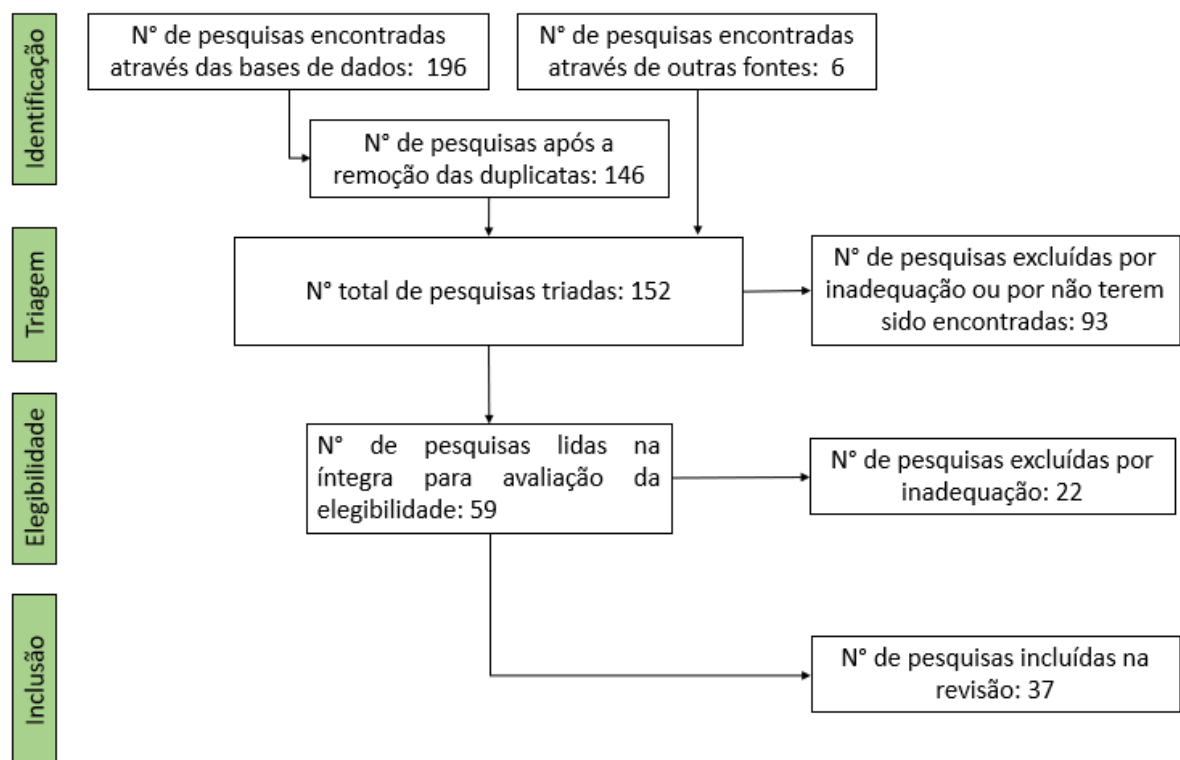 Identificação
N° de pesquisas encontradas
através das bases de dados: 196
N° de pesquisas encontradas
através de outras fontes: 6
N° de pesquisas após a
remoção das duplicatas: 146
Triagem
N° total de pesquisas triadas: 152
N° de pesquisas excluídas por
inadequação ou por não terem
sido encontradas: 93
Elegibilidade
N° de pesquisas lidas na
íntegra para avaliação da
elegibilidade: 59
N° de pesquisas excluídas por
inadequação: 22
Inclusão
N° de pesquisas incluídas na
revisão: 37